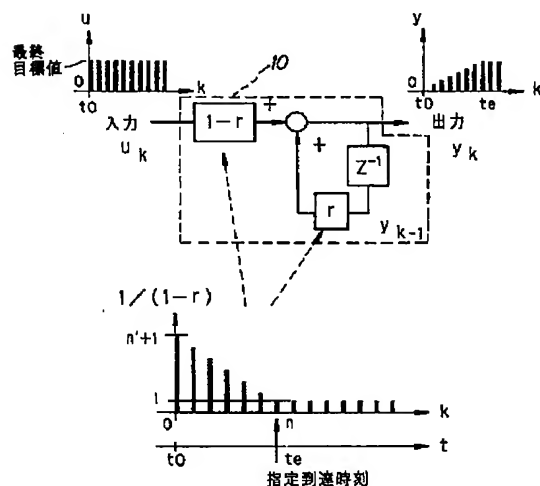 u
最終
目標値
0
t0
k
10
y
0
t0
te
k
入力
u k
1-r
+
+
Z⁻¹
r
出力
y k
y k-1
1/(1-r)
n'+1
1
0
n
k
t0
te
t
指定到達時刻